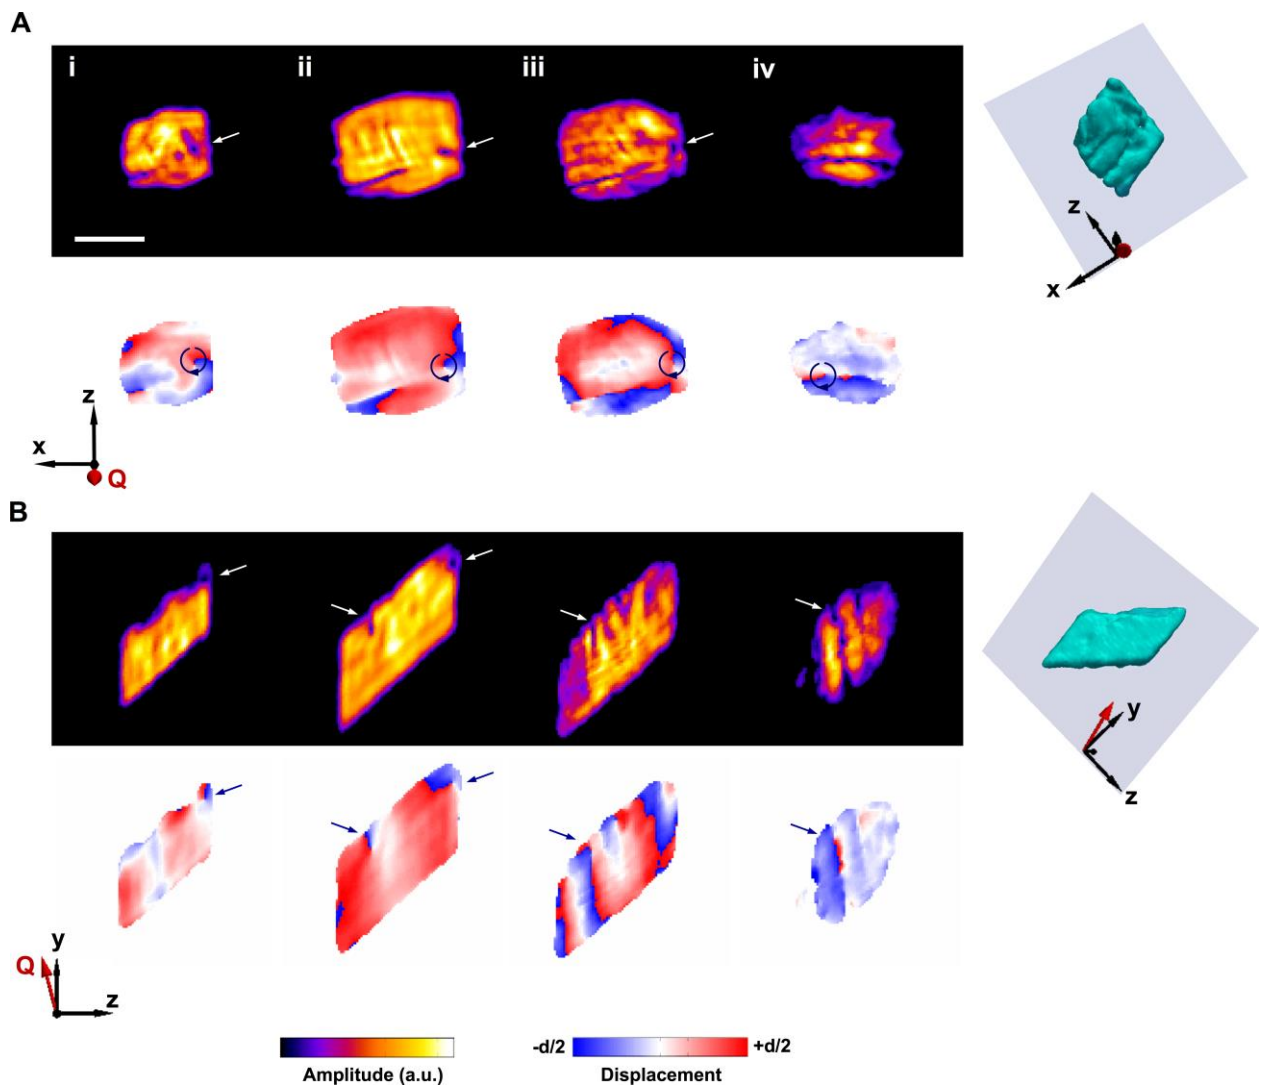 A
i ii iii iv
z
x
z
x
Q
B
y
z
y
Q
z
-d/2 +d/2
Amplitude (a.u.) Displacement